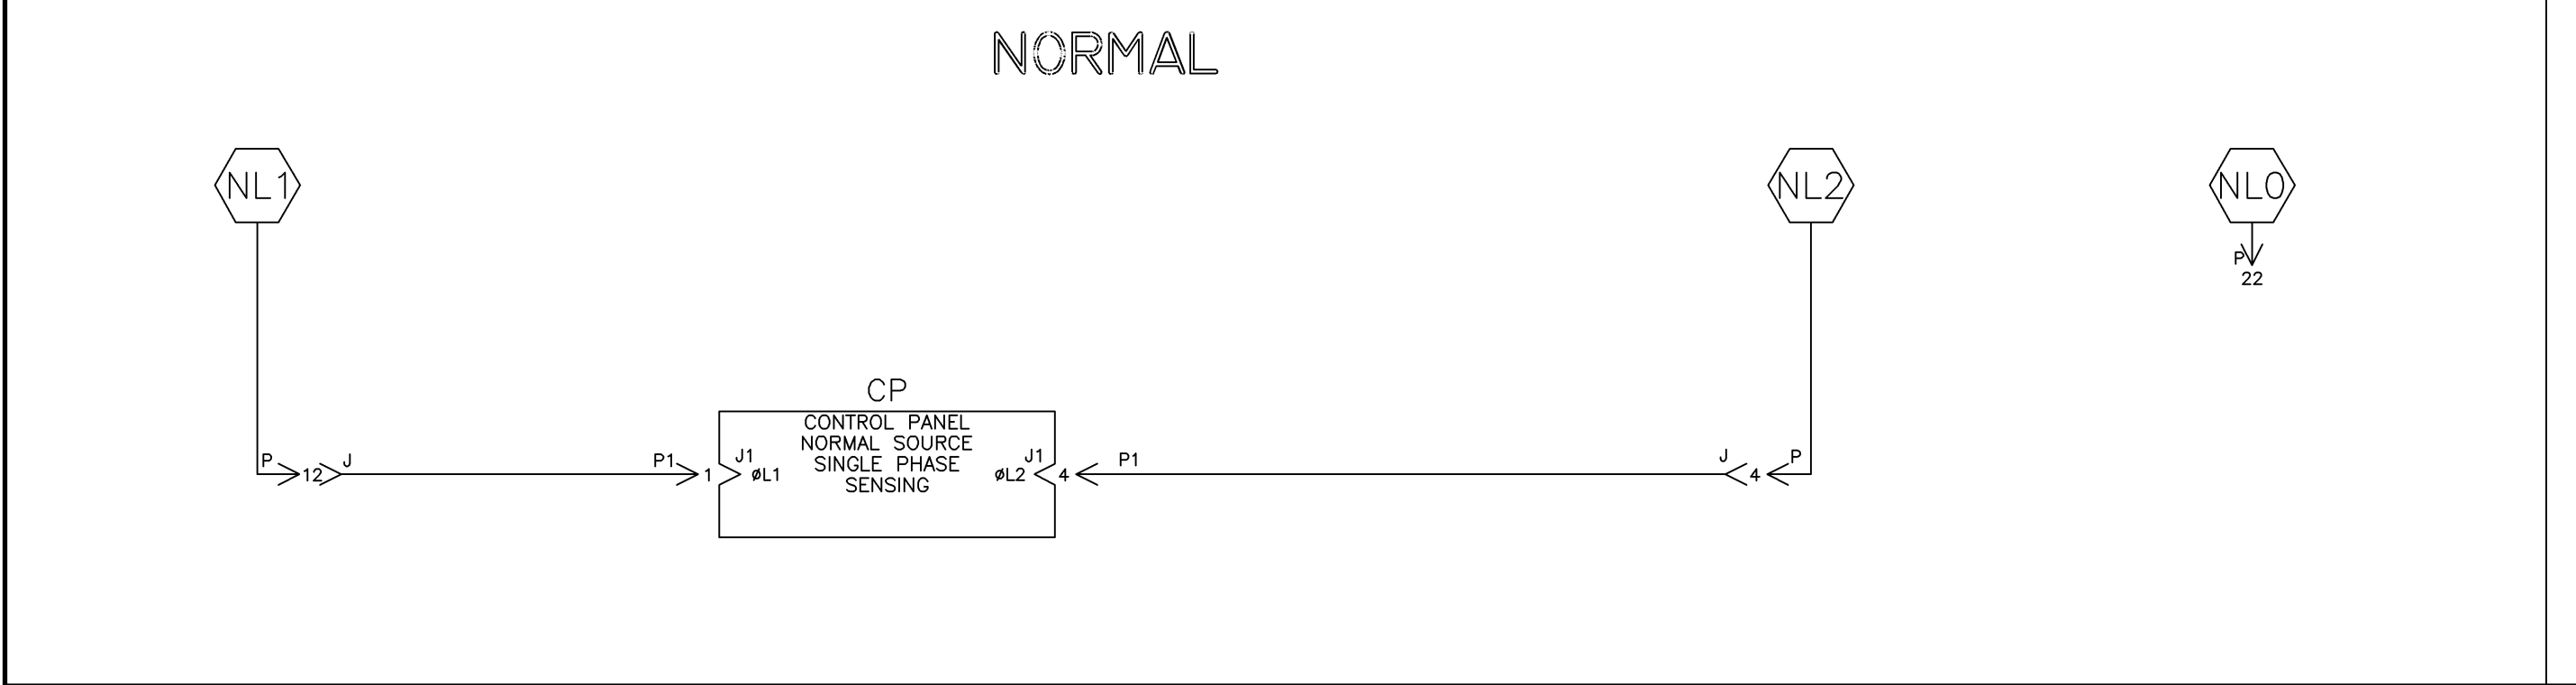 NORMAL
NL1
NL2
NL0
P
22
CP
CONTROL PANEL
NORMAL SOURCE
SINGLE PHASE
SENSING
P
12
J
P1
1
J1
øL1
J1
øL2
4
P1
J
4
P